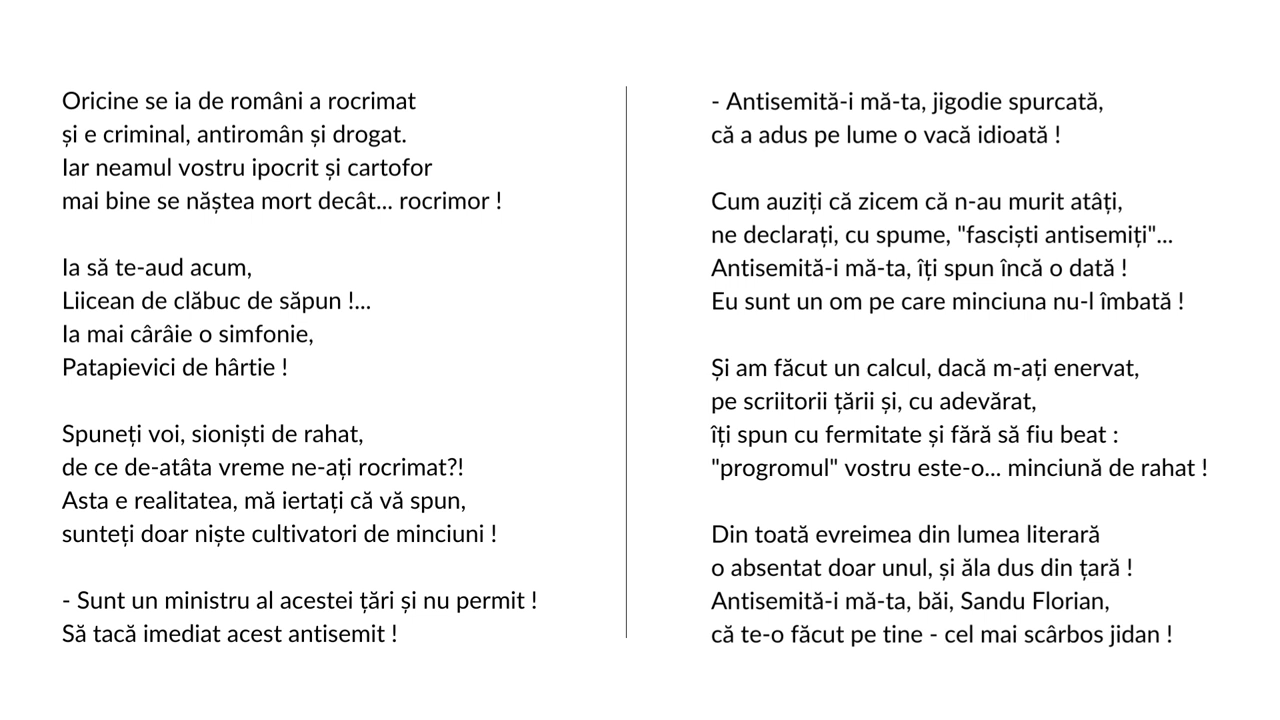 Oricine se ia de români a rocrimat
și e criminal, antiromân și drogat.
Iar neamul vostru ipocrit și cartofor
mai bine se năștea mort decât... rocrimor !
Ia să te-aud acum,
Liicean de clăbuc de săpun !...
Ia mai cârâie o simfonie,
Patapievici de hârtie !
Spuneți voi, sioniști de rahat,
de ce de-atâta vreme ne-ați rocrimat?!
Asta e realitatea, mă iertați că vă spun,
sunteți doar niște cultivatori de minciuni !
- Sunt un ministru al acestei țări și nu permit !
Să tacă imediat acest antisemit !
- Antisemită-i mă-ta, jigodie spurcată,
că a adus pe lume o vacă idioată !
Cum auziți că zicem că n-au murit atâți,
ne declarați, cu spume, "fasciști antisemiți"...
Antisemită-i mă-ta, îți spun încă o dată !
Eu sunt un om pe care minciuna nu-l îmbată !
Și am făcut un calcul, dacă m-ați enervat,
pe scriitorii țării și, cu adevărat,
îți spun cu fermitate și fără să fiu beat :
"progromul" vostru este-o... minciună de rahat !
Din toată evreimea din lumea literară
o absentat doar unul, și ăla dus din țară !
Antisemită-i mă-ta, băi, Sandu Florian,
că te-o făcut pe tine - cel mai scârbos jidan !